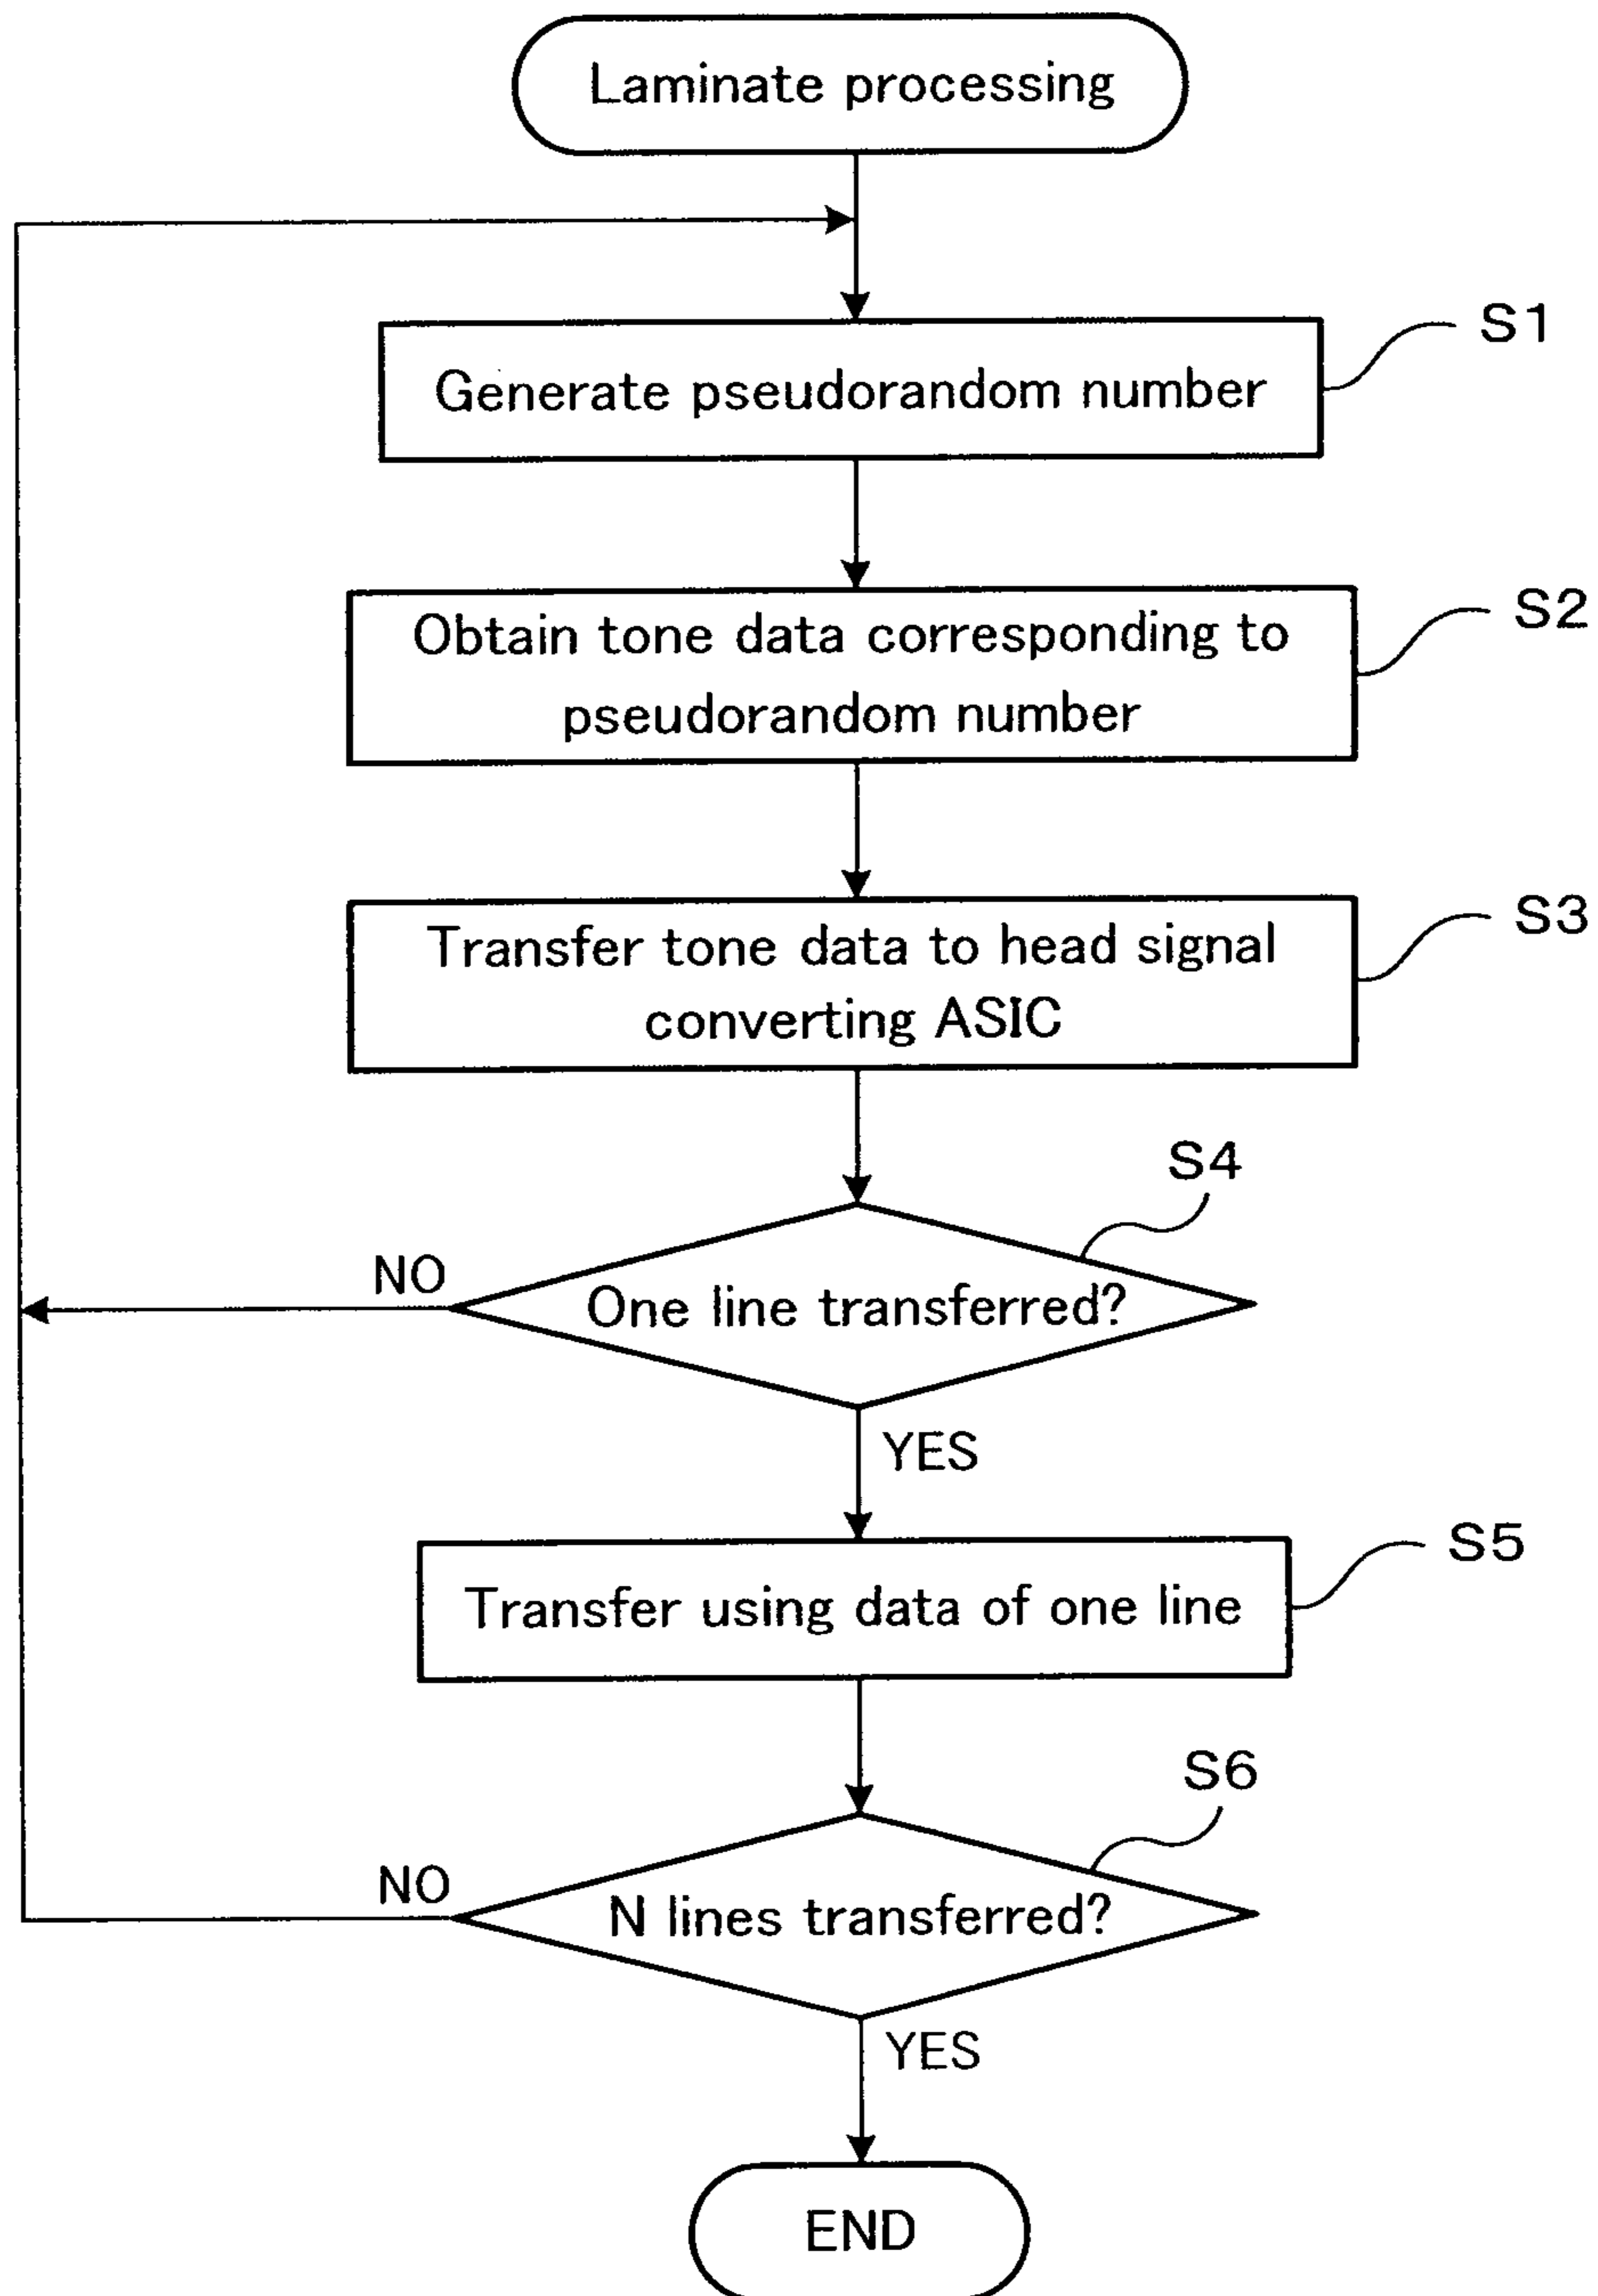 Laminate processing
S1
Generate pseudorandom number
S2
Obtain tone data corresponding to
pseudorandom number
S3
Transfer tone data to head signal
converting ASIC
S4
NO
One line transferred?
YES
S5
Transfer using data of one line
S6
NO
N lines transferred?
YES
END